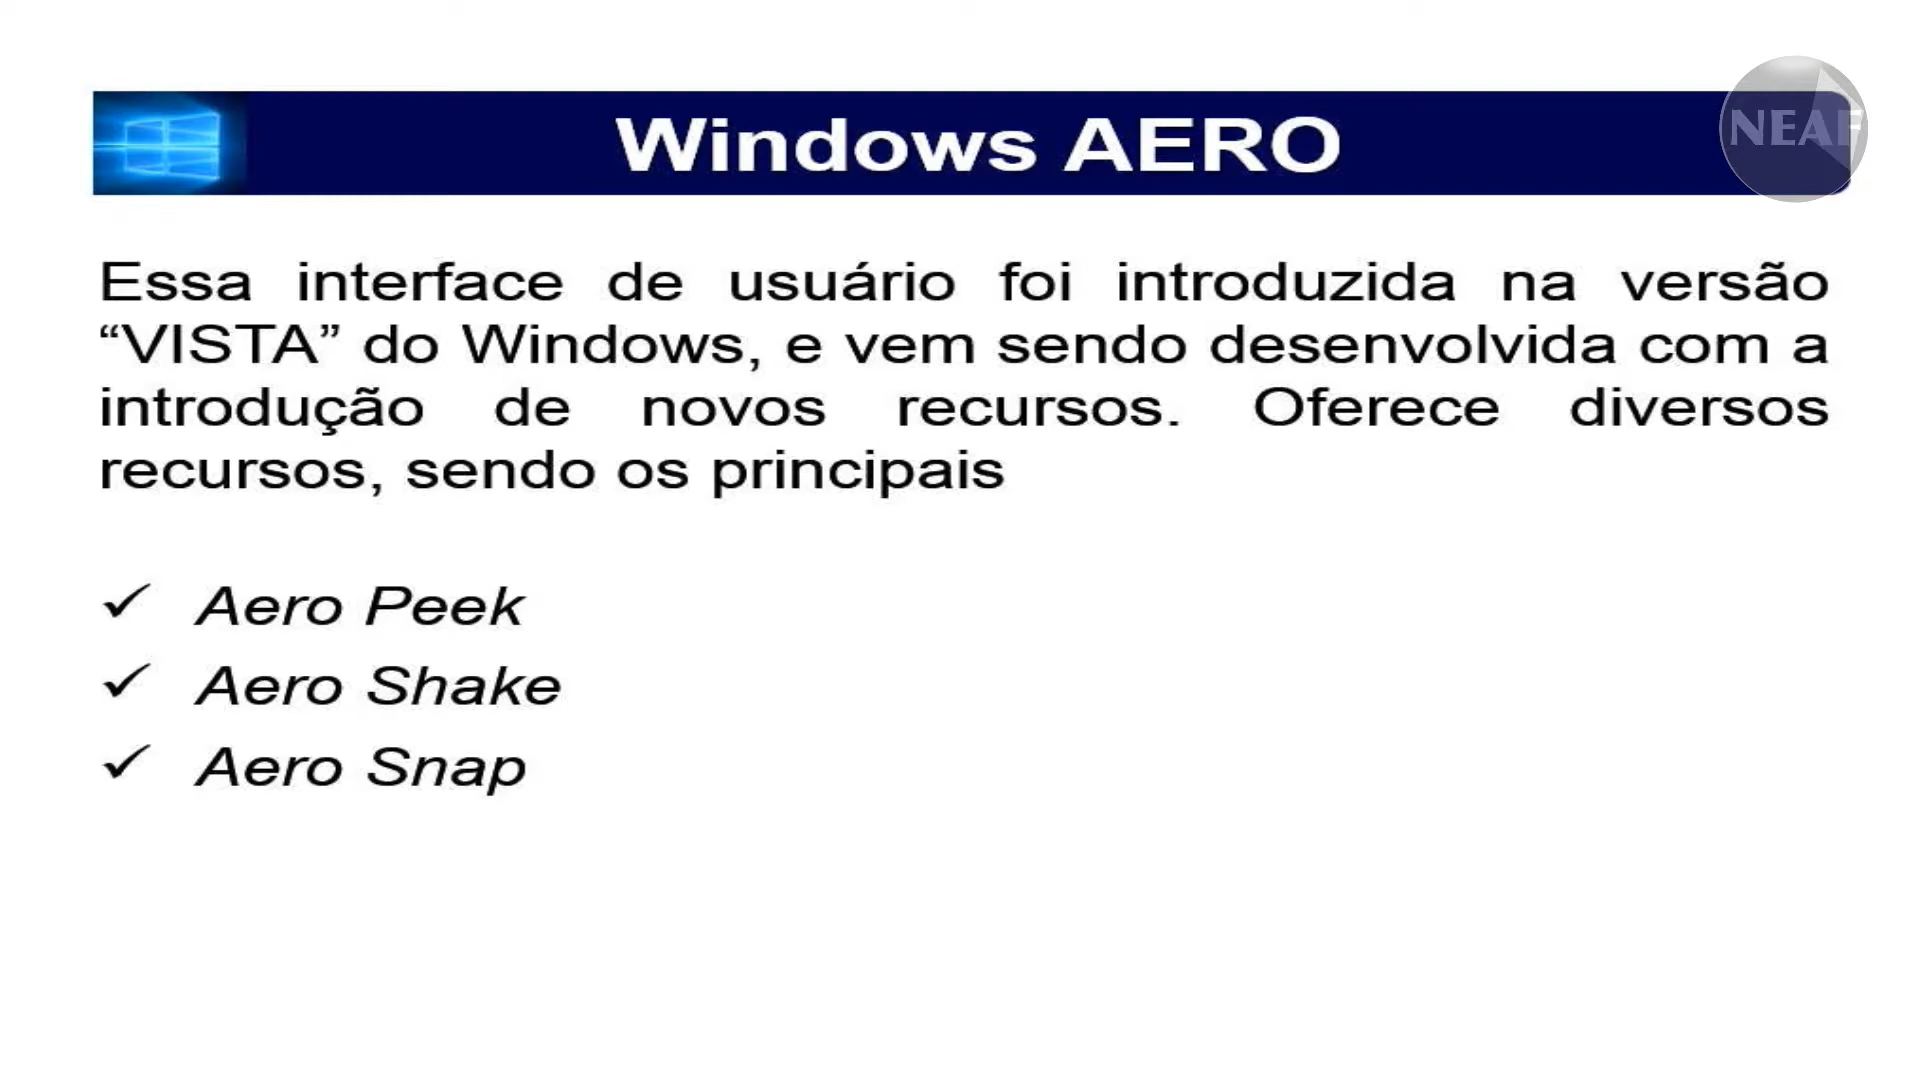 Windows AERO
NEAF
Essa interface de usuário foi introduzida na versão
“VISTA” do Windows, e vem sendo desenvolvida com a
introdução de novos recursos. Oferece diversos
recursos, sendo os principais
✓ Aero Peek
✓ Aero Shake
✓ Aero Snap